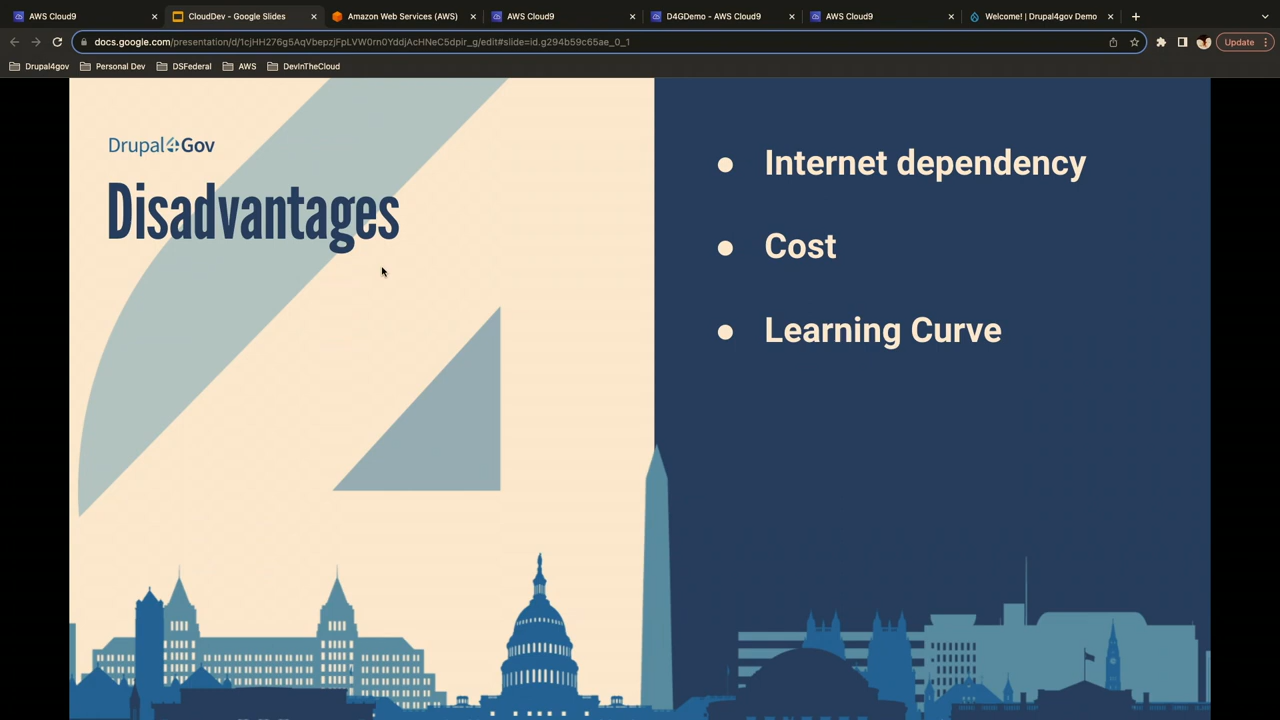 AWS Cloud9
CloudDev - Google Slides
Amazon Web Services (AWS)
AWS Cloud9
D4GDemo - AWS Cloud9
AWS Cloud9
Welcome! | Drupal4gov Demo
docs.google.com/presentation/d/1cjHH276g5AqVbepzjFpLVW0rn0YddjAcHNeC5dpIr_g/edit#slide=id.g294b59c65ae_0_1
Update
Drupal4gov
Personal Dev
DSFederal
AWS
DevInTheCloud
Drupal4Gov
Disadvantages
● Internet dependency
● Cost
● Learning Curve